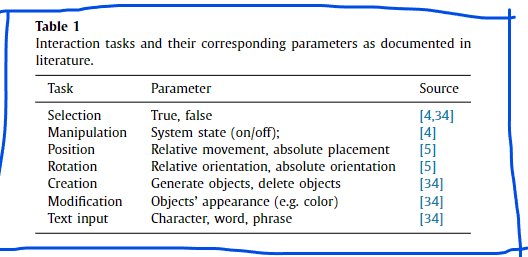 Table 1
Interaction tasks and their corresponding parameters as documented in
literature.
Task Parameter Source
Selection True, false [4,34]
Manipulation System state (on/off); [4]
Position Relative movement, absolute placement [5]
Rotation Relative orientation, absolute orientation [5]
Creation Generate objects, delete objects [34]
Modification Objects' appearance (e.g. color) [34]
Text input Character, word, phrase [34]